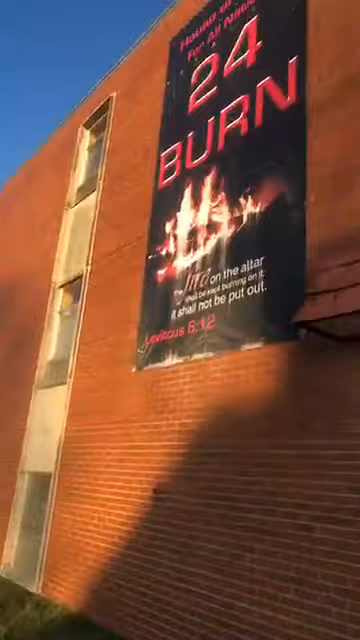 House of
For All Nations
24
BURN
The fire on the altar
shall be kept burning on it;
it shall not be put out.
Leviticus 6:12